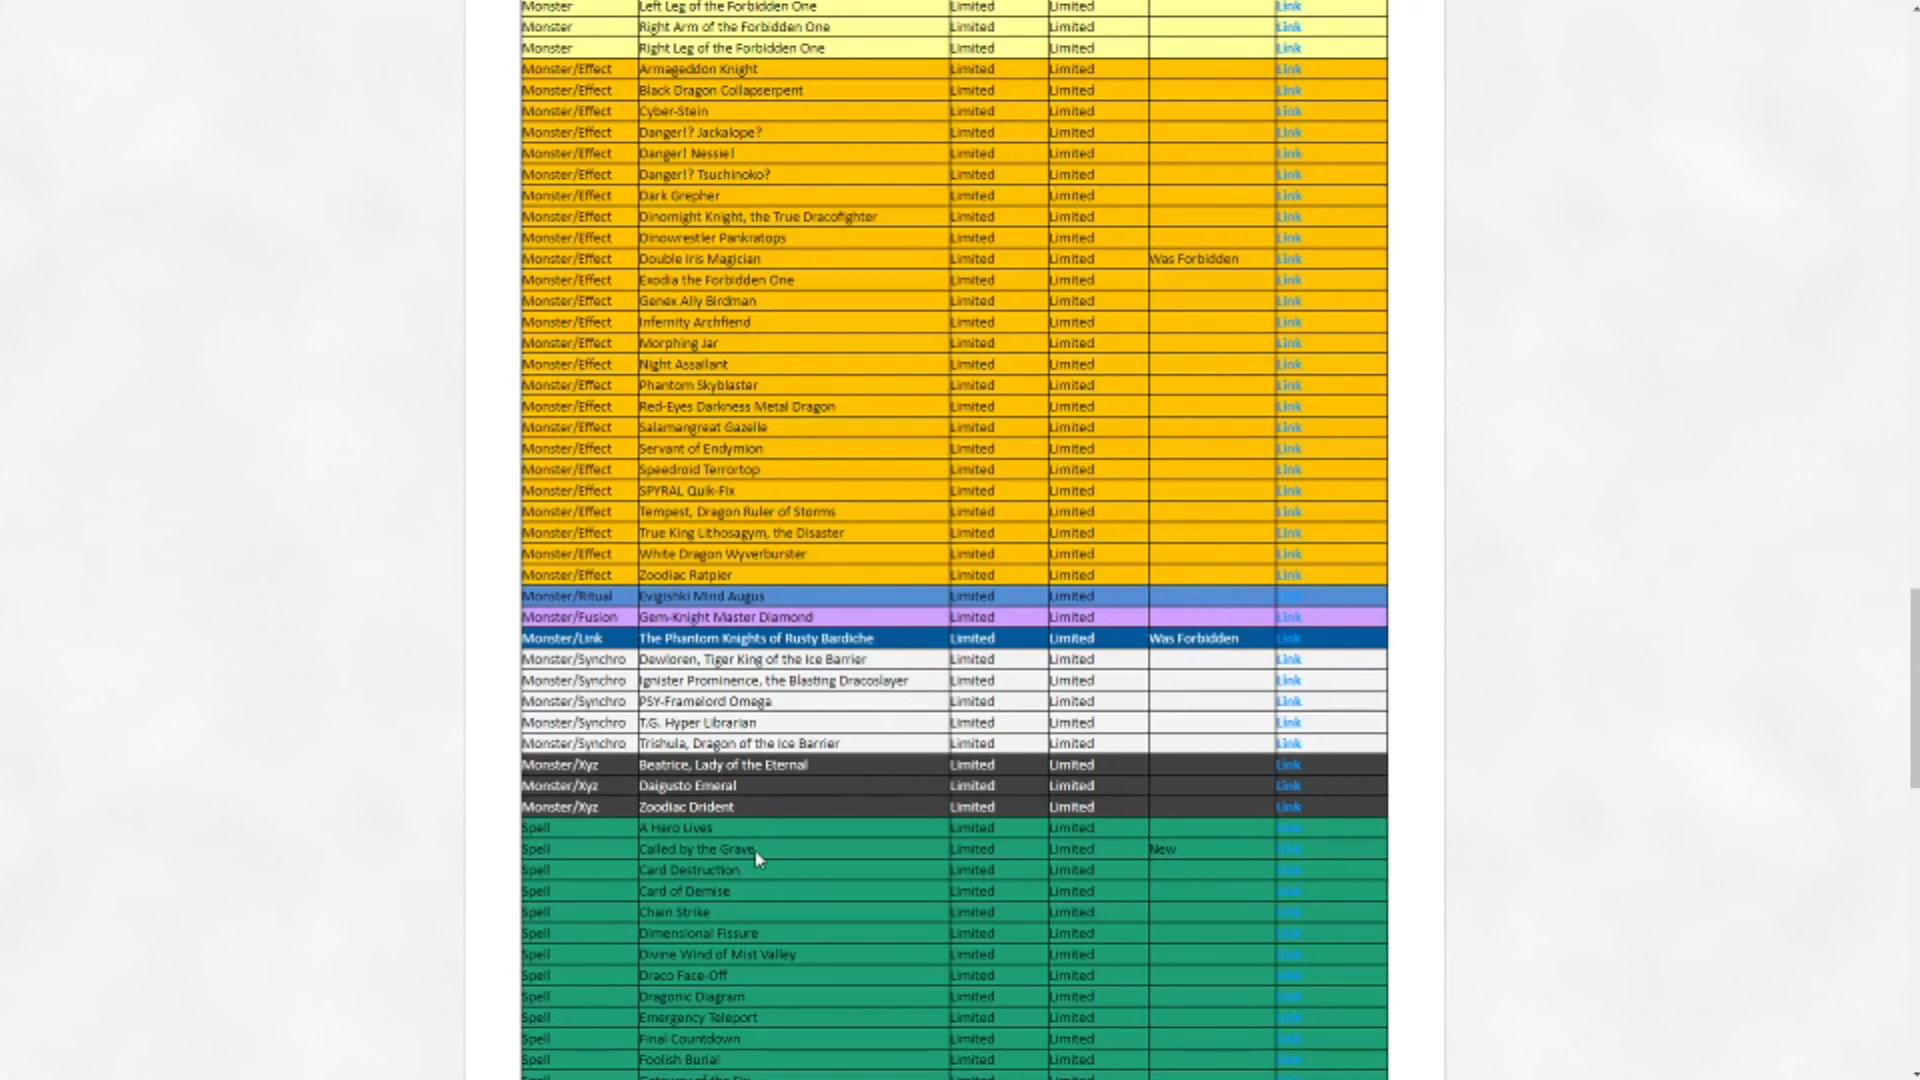 Monster Left Leg of the Forbidden One Limited Limited Link
Monster Right Arm of the Forbidden One Limited Limited Link
Monster Right Leg of the Forbidden One Limited Limited Link
Monster/Effect Armageddon Knight Limited Limited Link
Monster/Effect Black Dragon Collapserpent Limited Limited Link
Monster/Effect Cyber-Stein Limited Limited Link
Monster/Effect Danger!? Jackalope? Limited Limited Link
Monster/Effect Danger! Nessie! Limited Limited Link
Monster/Effect Danger!? Tsuchinoko? Limited Limited Link
Monster/Effect Dark Grepher Limited Limited Link
Monster/Effect Dinomight Knight, the True Dracofighter Limited Limited Link
Monster/Effect Dinowrestler Pankratops Limited Limited Link
Monster/Effect Double Iris Magician Limited Limited Was Forbidden Link
Monster/Effect Exodia the Forbidden One Limited Limited Link
Monster/Effect Genex Ally Birdman Limited Limited Link
Monster/Effect Infernity Archfiend Limited Limited Link
Monster/Effect Morphing Jar Limited Limited Link
Monster/Effect Night Assailant Limited Limited Link
Monster/Effect Phantom Skyblaster Limited Limited Link
Monster/Effect Red-Eyes Darkness Metal Dragon Limited Limited Link
Monster/Effect Salamangreat Gazelle Limited Limited Link
Monster/Effect Servant of Endymion Limited Limited Link
Monster/Effect Speedroid Terrortop Limited Limited Link
Monster/Effect SPYRAL Quik-Fix Limited Limited Link
Monster/Effect Tempest, Dragon Ruler of Storms Limited Limited Link
Monster/Effect True King Lithosagym, the Disaster Limited Limited Link
Monster/Effect White Dragon Wyverburster Limited Limited Link
Monster/Effect Zoodiac Ratpier Limited Limited Link
Monster/Ritual Evigishki Mind Augus Limited Limited Link
Monster/Fusion Gem-Knight Master Diamond Limited Limited Link
Monster/Link The Phantom Knights of Rusty Bardiche Limited Limited Was Forbidden Link
Monster/Synchro Dewloren, Tiger King of the Ice Barrier Limited Limited Link
Monster/Synchro Ignister Prominence, the Blasting Dracoslayer Limited Limited Link
Monster/Synchro PSY-Framelord Omega Limited Limited Link
Monster/Synchro T.G. Hyper Librarian Limited Limited Link
Monster/Synchro Trishula, Dragon of the Ice Barrier Limited Limited Link
Monster/Xyz Beatrice, Lady of the Eternal Limited Limited Link
Monster/Xyz Daigusto Emeral Limited Limited Link
Monster/Xyz Zoodiac Drident Limited Limited Link
Spell A Hero Lives Limited Limited Link
Spell Called by the Grave Limited Limited New Link
Spell Card Destruction Limited Limited Link
Spell Card of Demise Limited Limited Link
Spell Chain Strike Limited Limited Link
Spell Dimensional Fissure Limited Limited Link
Spell Divine Wind of Mist Valley Limited Limited Link
Spell Draco Face-Off Limited Limited Link
Spell Dragonic Diagram Limited Limited Link
Spell Emergency Teleport Limited Limited Link
Spell Final Countdown Limited Limited Link
Spell Foolish Burial Limited Limited Link